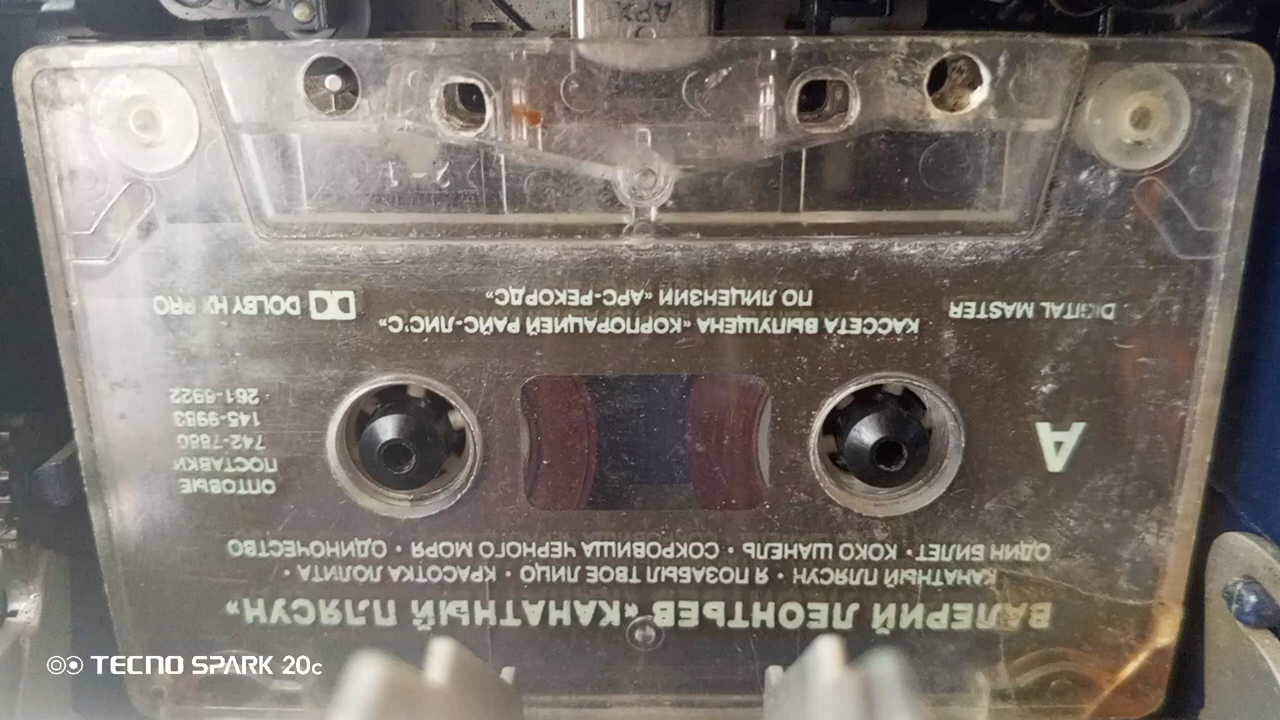 ВАЛЕРИЙ ЛЕОНТЬЕВ «КАНАТНЫЙ ПЛЯСУН»
КАНАТНЫЙ ПЛЯСУН • Я ПОЗАБЫЛ ТВОЕ ЛИЦО • КРАСОТКА ЛОЛИТА •
ОДИН БИЛЕТ • КОКО ШАНЕЛЬ • СОКРОВИЩА ЧЕРНОГО МОРЯ • ОДИНОЧЕСТВО
A
ОПТОВЫЕ
ПОСТАВКИ
742-7880
145-9983
261-6922
КАССЕТА ВЫПУЩЕНА «КОРПОРАЦИЕЙ РАЙС-ЛИС'С»
ПО ЛИЦЕНЗИИ «АРС-РЕКОРДС»
DIGITAL MASTER
DOLBY HX PRO
TECNO SPARK 20C